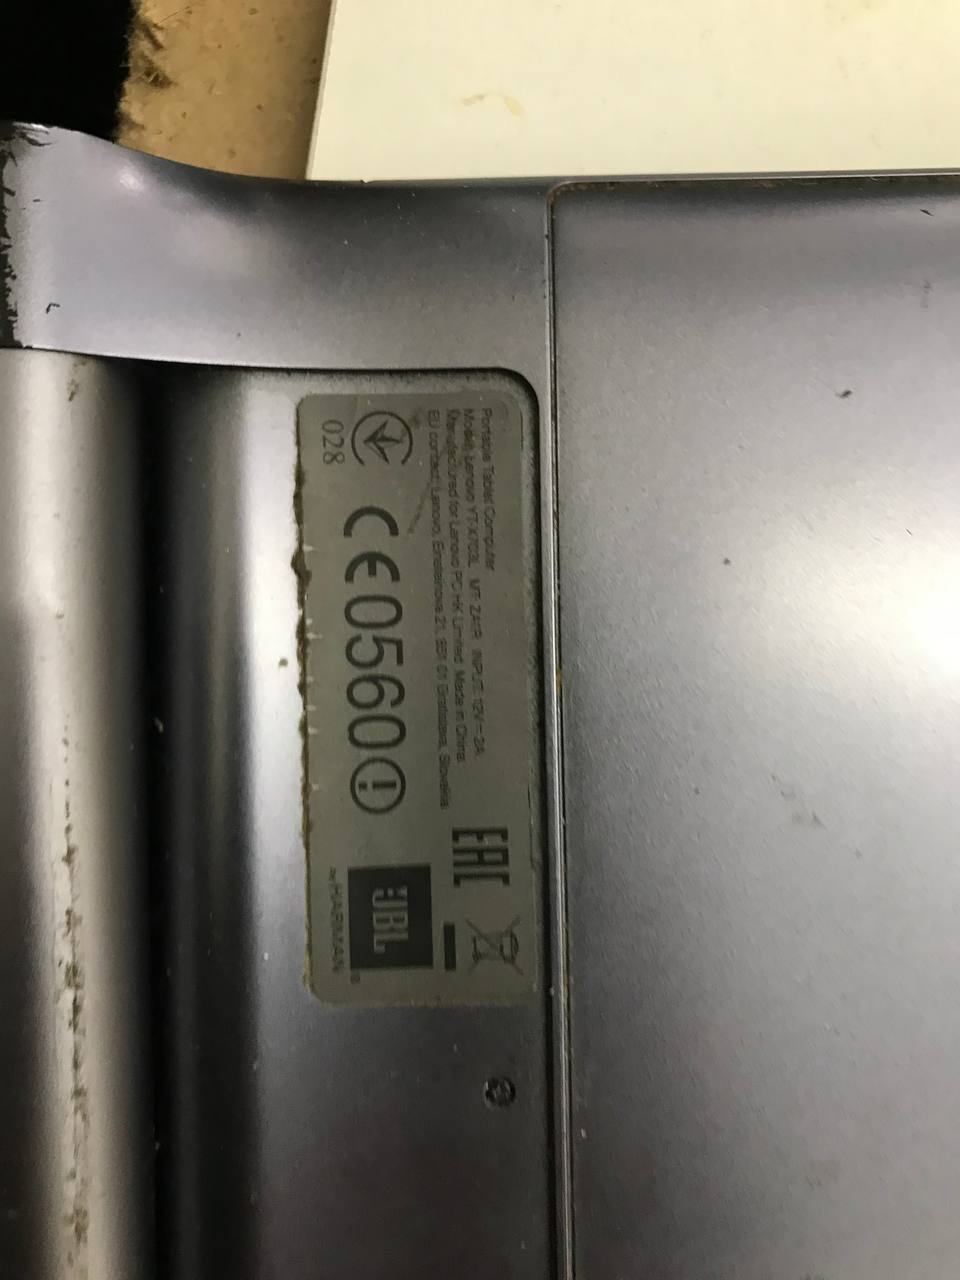 Portable Tablet Computer
Model: Lenovo YT-X703L MT: ZA1R INPUT: 12V⎓2A
Manufactured for Lenovo PC HK Limited. Made in China.
EU contact: Lenovo, Einsteinova 21, 851 01 Bratislava, Slovakia
EAC
028
CE0560
JBL
by HARMAN